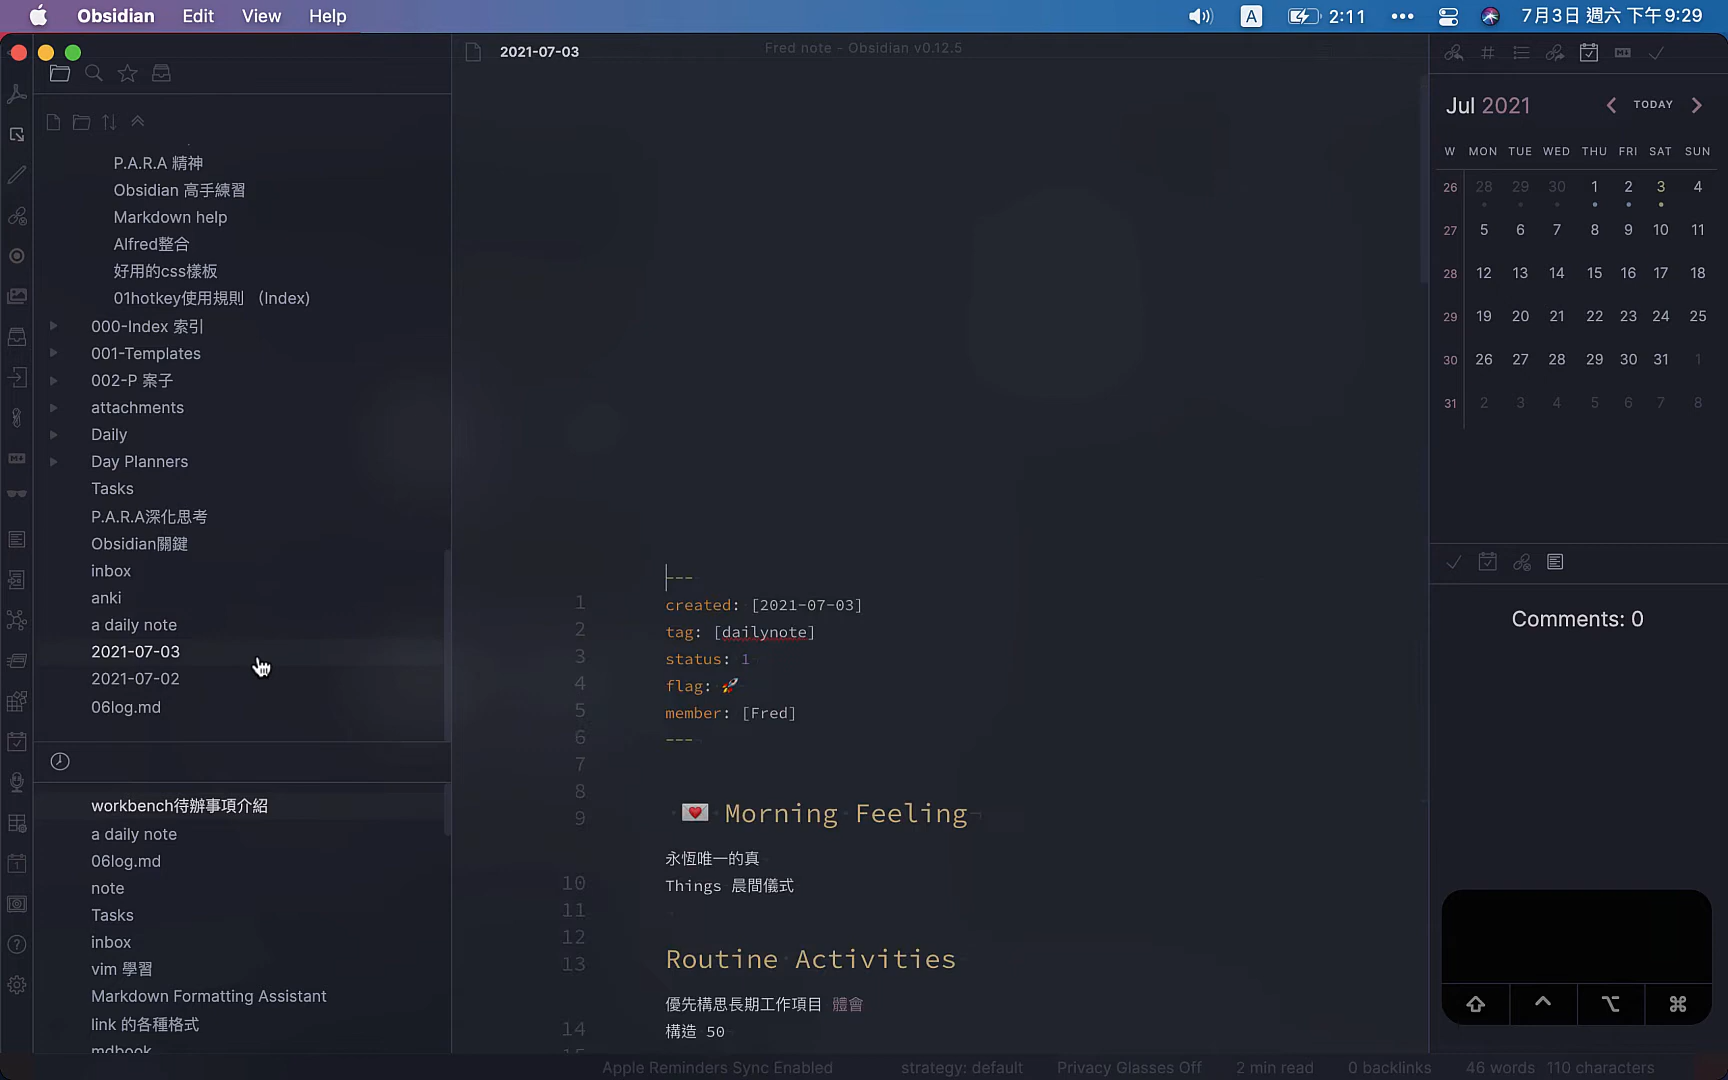 Obsidian Edit View Help
A 2:11 7月3日 週六 下午9:29
2021-07-03
Fred note - Obsidian v0.12.5
P.A.R.A 精神
Obsidian 高手練習
Markdown help
Alfred整合
好用的css樣板
01hotkey使用規則 （Index)
000-Index 索引
001-Templates
002-P 案子
attachments
Daily
Day Planners
Tasks
P.A.R.A深化思考
Obsidian關鍵
inbox
anki
a daily note
2021-07-03
2021-07-02
06log.md
workbench待辦事項介紹
a daily note
06log.md
note
Tasks
inbox
vim 學習
Markdown Formatting Assistant
link 的各種格式
mdbook
---
1 created: [2021-07-03]
2 tag: [dailynote]
3 status: 1
4 flag: 🚀
5 member: [Fred]
6 ---
7
8
9 💌 Morning Feeling
永恆唯一的真
10 Things 晨間儀式
11
12
13 Routine Activities
優先構思長期工作項目 體會
14 構造 50
15
Jul 2021 TODAY
W MON TUE WED THU FRI SAT SUN
26 28 29 30 1 2 3 4
27 5 6 7 8 9 10 11
28 12 13 14 15 16 17 18
29 19 20 21 22 23 24 25
30 26 27 28 29 30 31 1
31 2 3 4 5 6 7 8
Comments: 0
Apple Reminders Sync Enabled strategy: default Privacy Glasses Off 2 min read 0 backlinks 46 words 110 characters